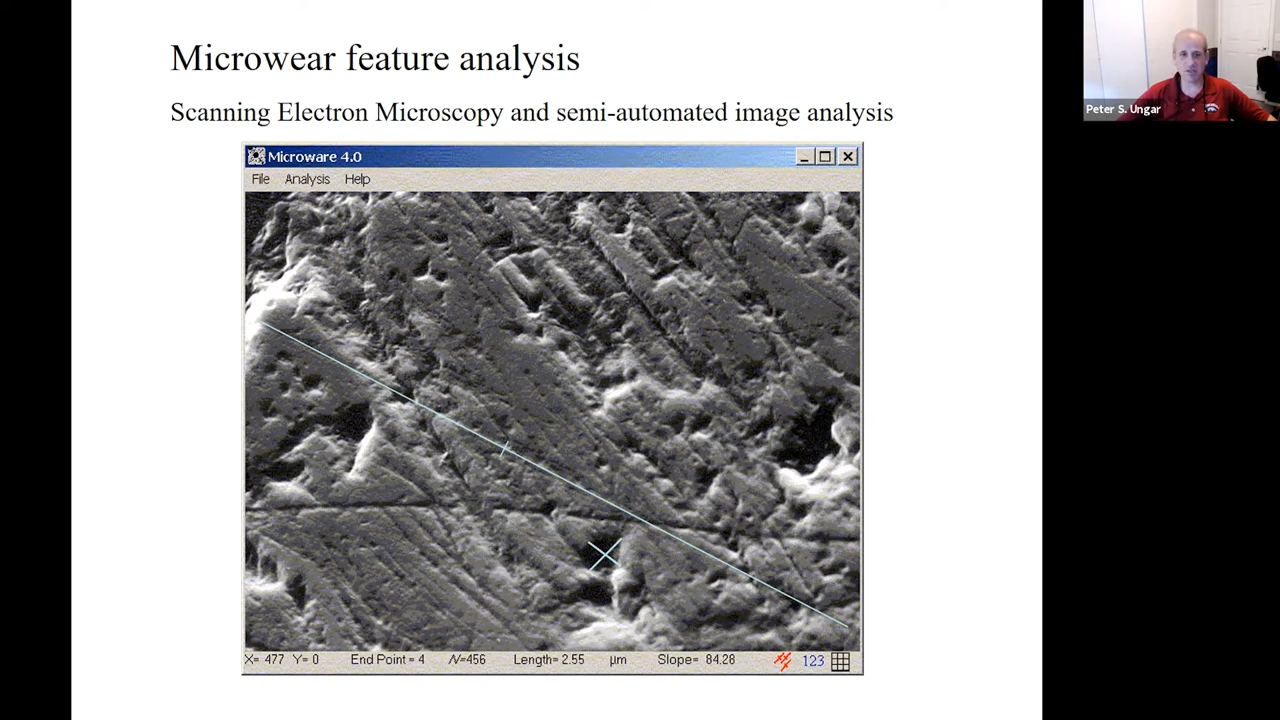 Microwear feature analysis
Scanning Electron Microscopy and semi-automated image analysis
Microware 4.0
File Analysis Help
X= 477 Y= 0 End Point = 4 N=456 Length= 2.55 µm Slope= 84.28 123
Peter S. Ungar